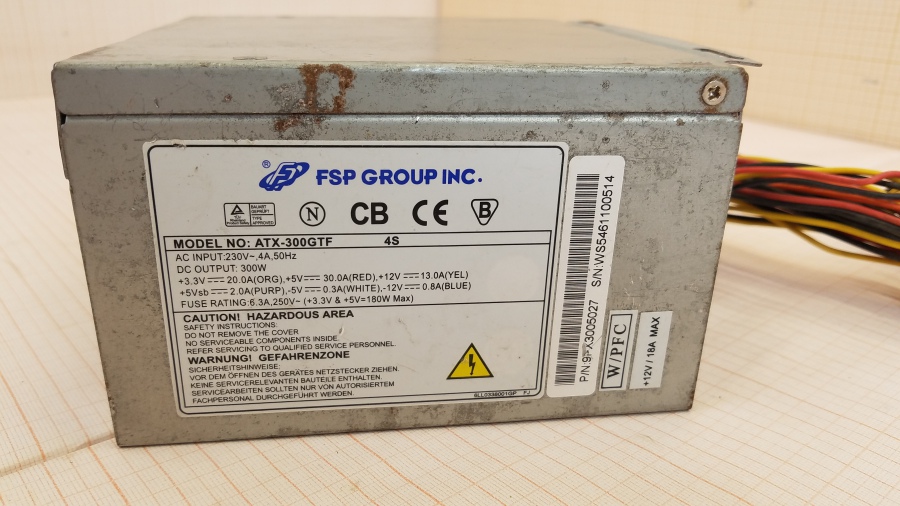 ® FSP GROUP INC.
BAUART GEPRÜFT
TYPE APPROVED
N CB CE B
MODEL NO: ATX-300GTF 4S
AC INPUT:230V~,4A,50Hz
DC OUTPUT: 300W
+3.3V ⎓ 20.0A(ORG),+5V ⎓ 30.0A(RED),+12V ⎓ 13.0A(YEL)
+5Vsb ⎓ 2.0A(PURP),-5V ⎓ 0.3A(WHITE),-12V ⎓ 0.8A(BLUE)
FUSE RATING:6.3A,250V~ (+3.3V & +5V=180W Max)
CAUTION! HAZARDOUS AREA
SAFETY INSTRUCTIONS:
DO NOT REMOVE THE COVER
NO SERVICEABLE COMPONENTS INSIDE.
REFER SERVICING TO QUALIFIED SERVICE PERSONNEL.
WARNUNG! GEFAHRENZONE
SICHERHEITSHINWEISE:
VOR DEM ÖFFNEN DES GERÄTES NETZSTECKER ZIEHEN.
KEINE SERVICERELEVANTEN BAUTEILE ENTHALTEN.
SERVICEARBEITEN SOLLTEN NUR VON AUTORISIERTEM
FACHPERSONAL DURCHGEFÜHRT WERDEN.
P/N:9PX3005027 S/N:WS5461100514
W/PFC
+12V / 18A MAX